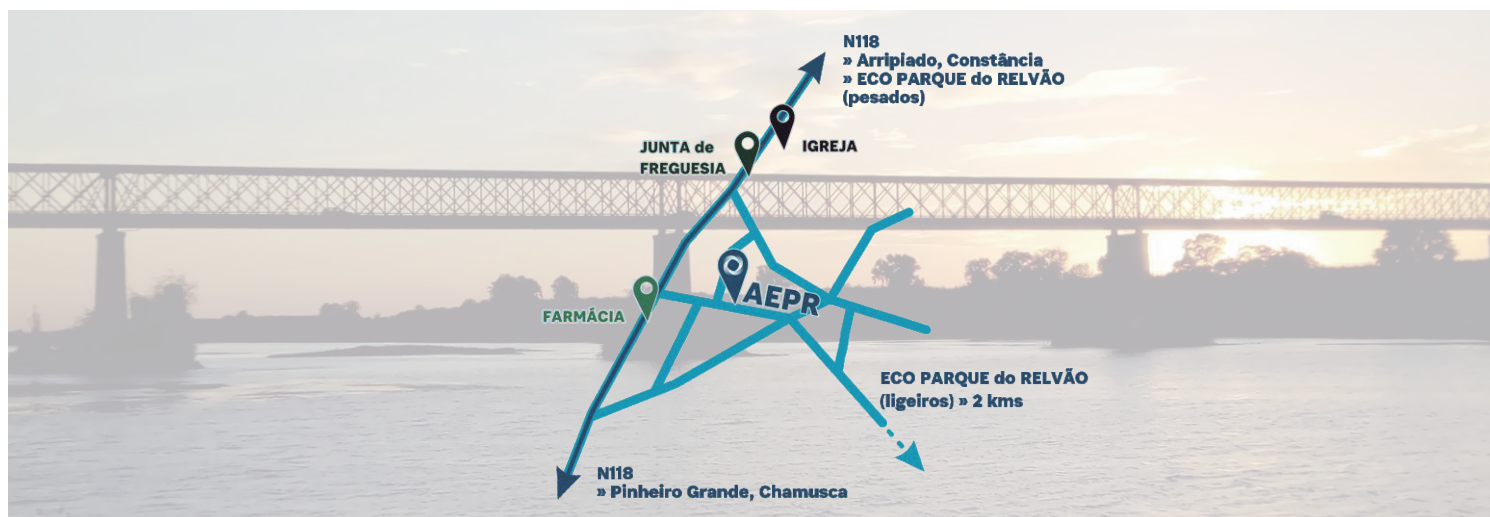 N118
» Arripiado, Constância
» ECO PARQUE do RELVÃO
(pesados)
JUNTA de
FREGUESIA
IGREJA
AEPR
FARMÁCIA
ECO PARQUE do RELVÃO
(ligeiros) » 2 kms
N118
» Pinheiro Grande, Chamusca